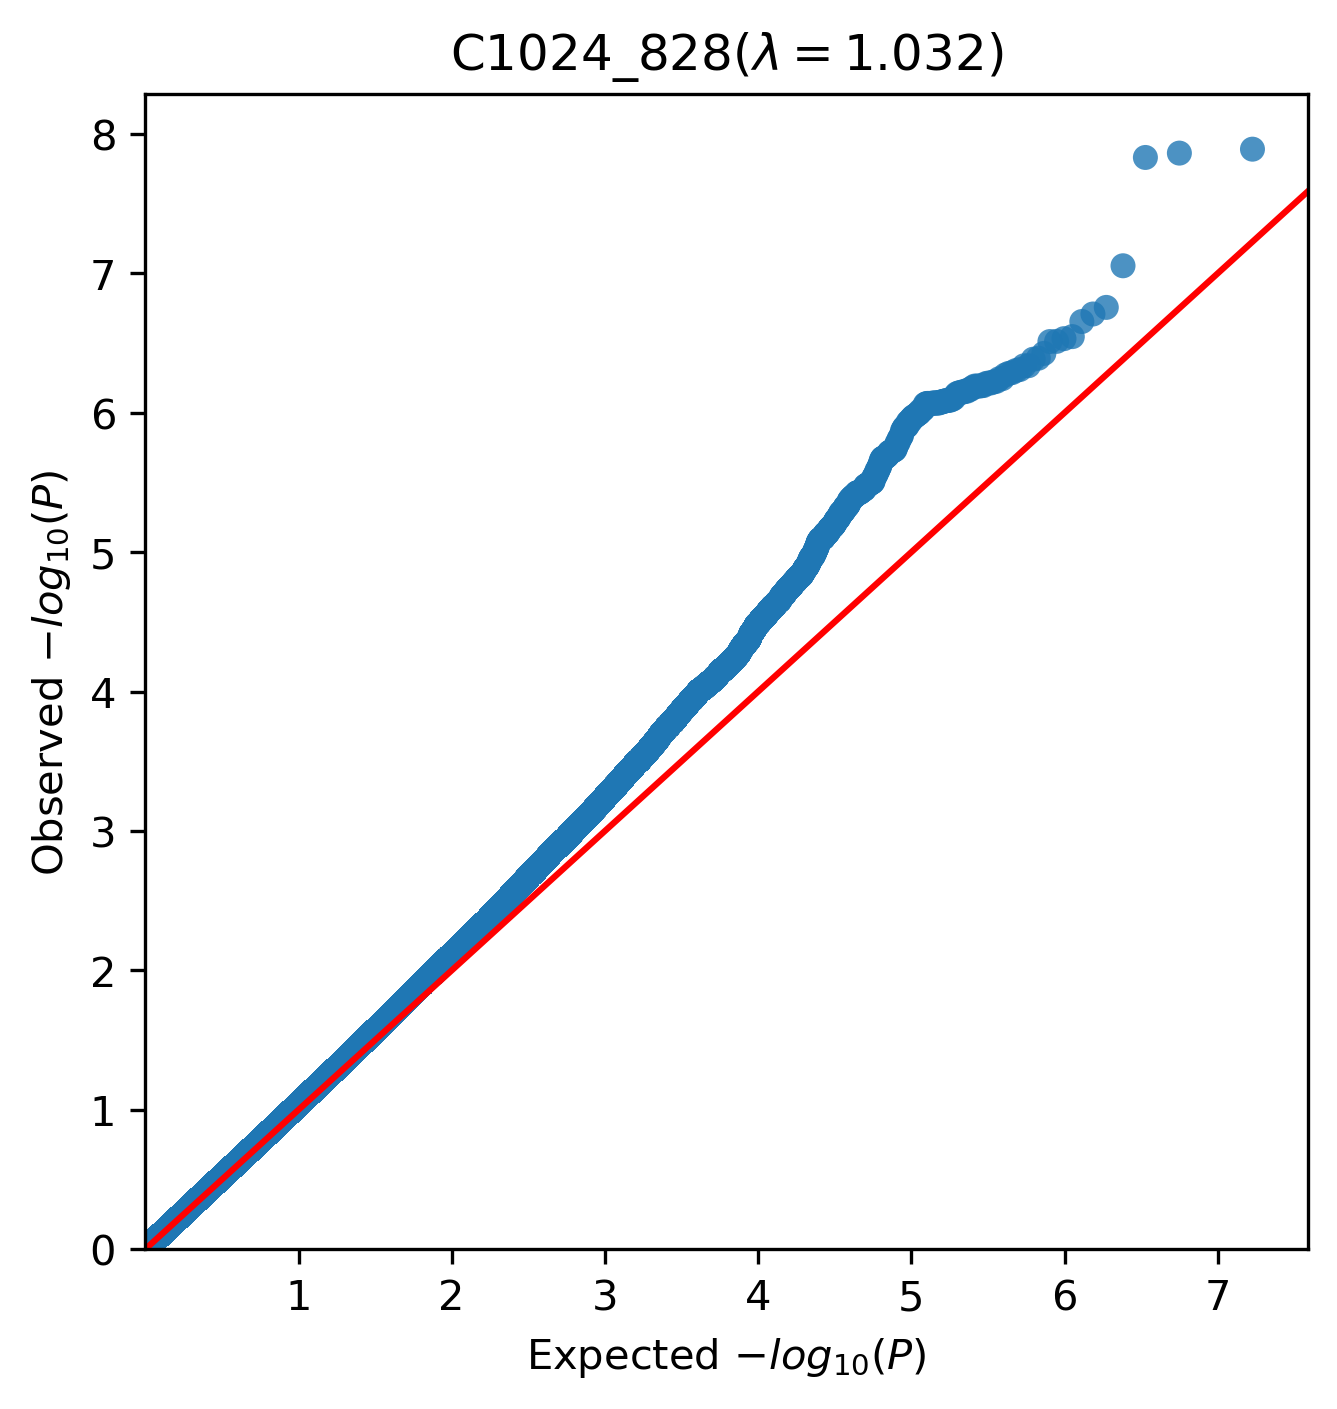 C1024_828(λ = 1.032)
8
7
6
5
4
3
2
1
0
Observed −log₁₀(P)
1 2 3 4 5 6 7
Expected −log₁₀(P)